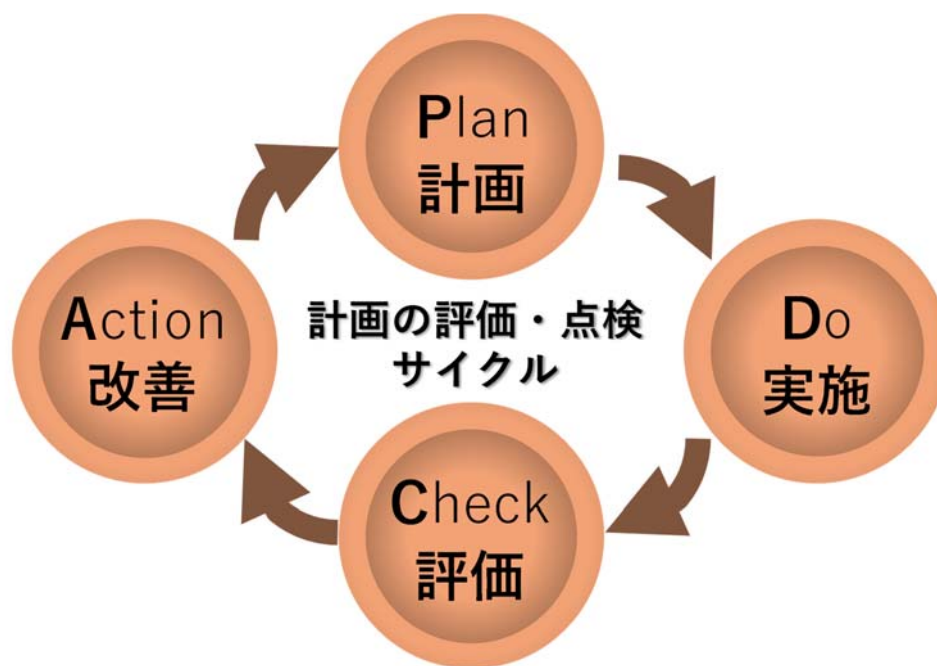 Plan
計画
Do
実施
Check
評価
Action
改善
計画の評価・点検
サイクル